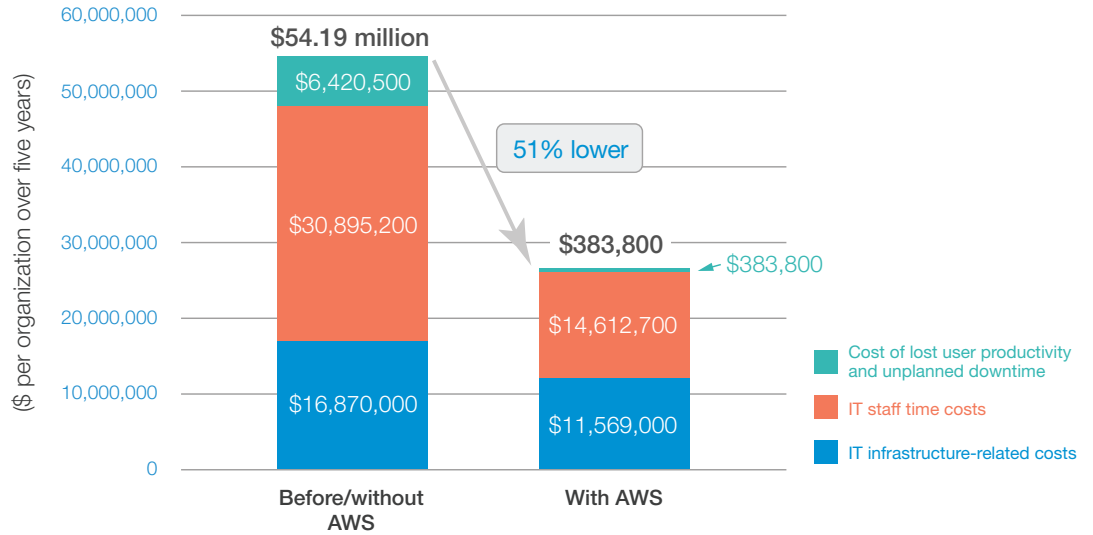 ($ per organization over five years)
60,000,000
50,000,000
40,000,000
30,000,000
20,000,000
10,000,000
0
$54.19 million
$6,420,500
$30,895,200
$16,870,000
51% lower
$383,800
$383,800
$14,612,700
$11,569,000
Before/without
AWS
With AWS
Cost of lost user productivity
and unplanned downtime
IT staff time costs
IT infrastructure-related costs